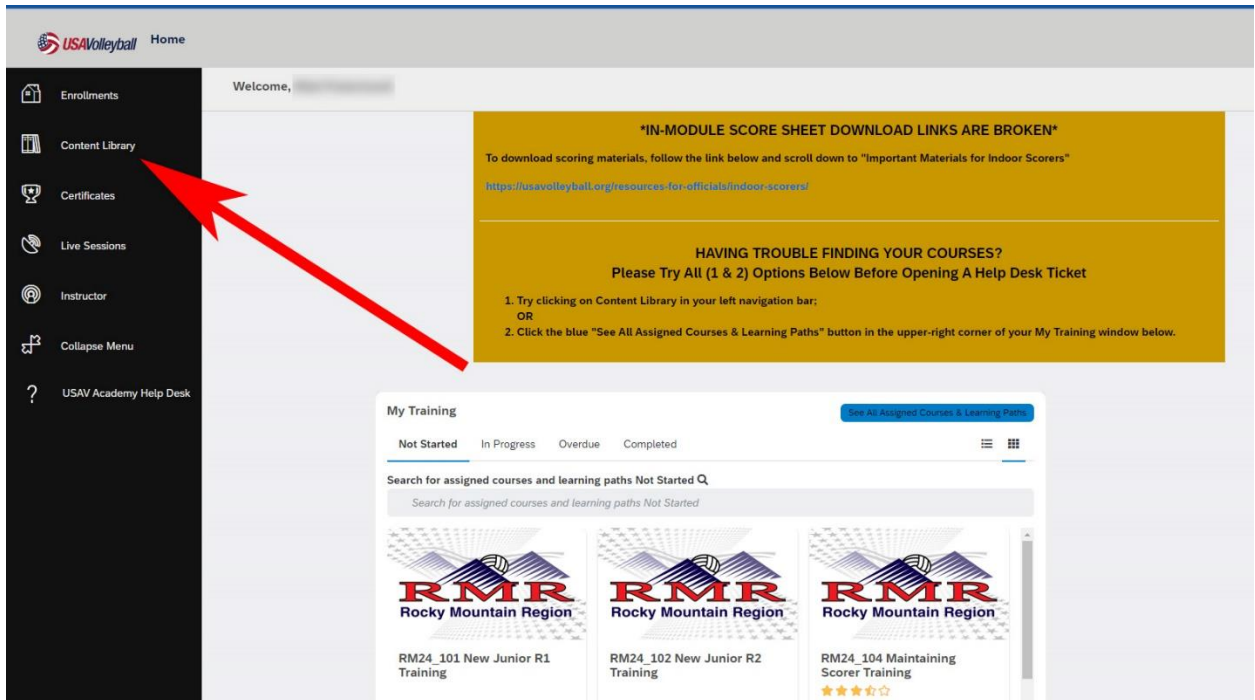 USAVolleyball Home
Enrollments
Content Library
Certificates
Live Sessions
Instructor
Collapse Menu
? USAV Academy Help Desk
Welcome,
*IN-MODULE SCORE SHEET DOWNLOAD LINKS ARE BROKEN*
To download scoring materials, follow the link below and scroll down to "Important Materials for Indoor Scorers"
https://usavolleyball.org/resources-for-officials/indoor-scorers/
HAVING TROUBLE FINDING YOUR COURSES?
Please Try All (1 & 2) Options Below Before Opening A Help Desk Ticket
1. Try clicking on Content Library in your left navigation bar;
OR
2. Click the blue "See All Assigned Courses & Learning Paths" button in the upper-right corner of your My Training window below.
My Training
See All Assigned Courses & Learning Paths
Not Started In Progress Overdue Completed
Search for assigned courses and learning paths Not Started
Search for assigned courses and learning paths Not Started
RMR
Rocky Mountain Region
RM24_101 New Junior R1
Training
RMR
Rocky Mountain Region
RM24_102 New Junior R2
Training
RMR
Rocky Mountain Region
RM24_104 Maintaining
Scorer Training